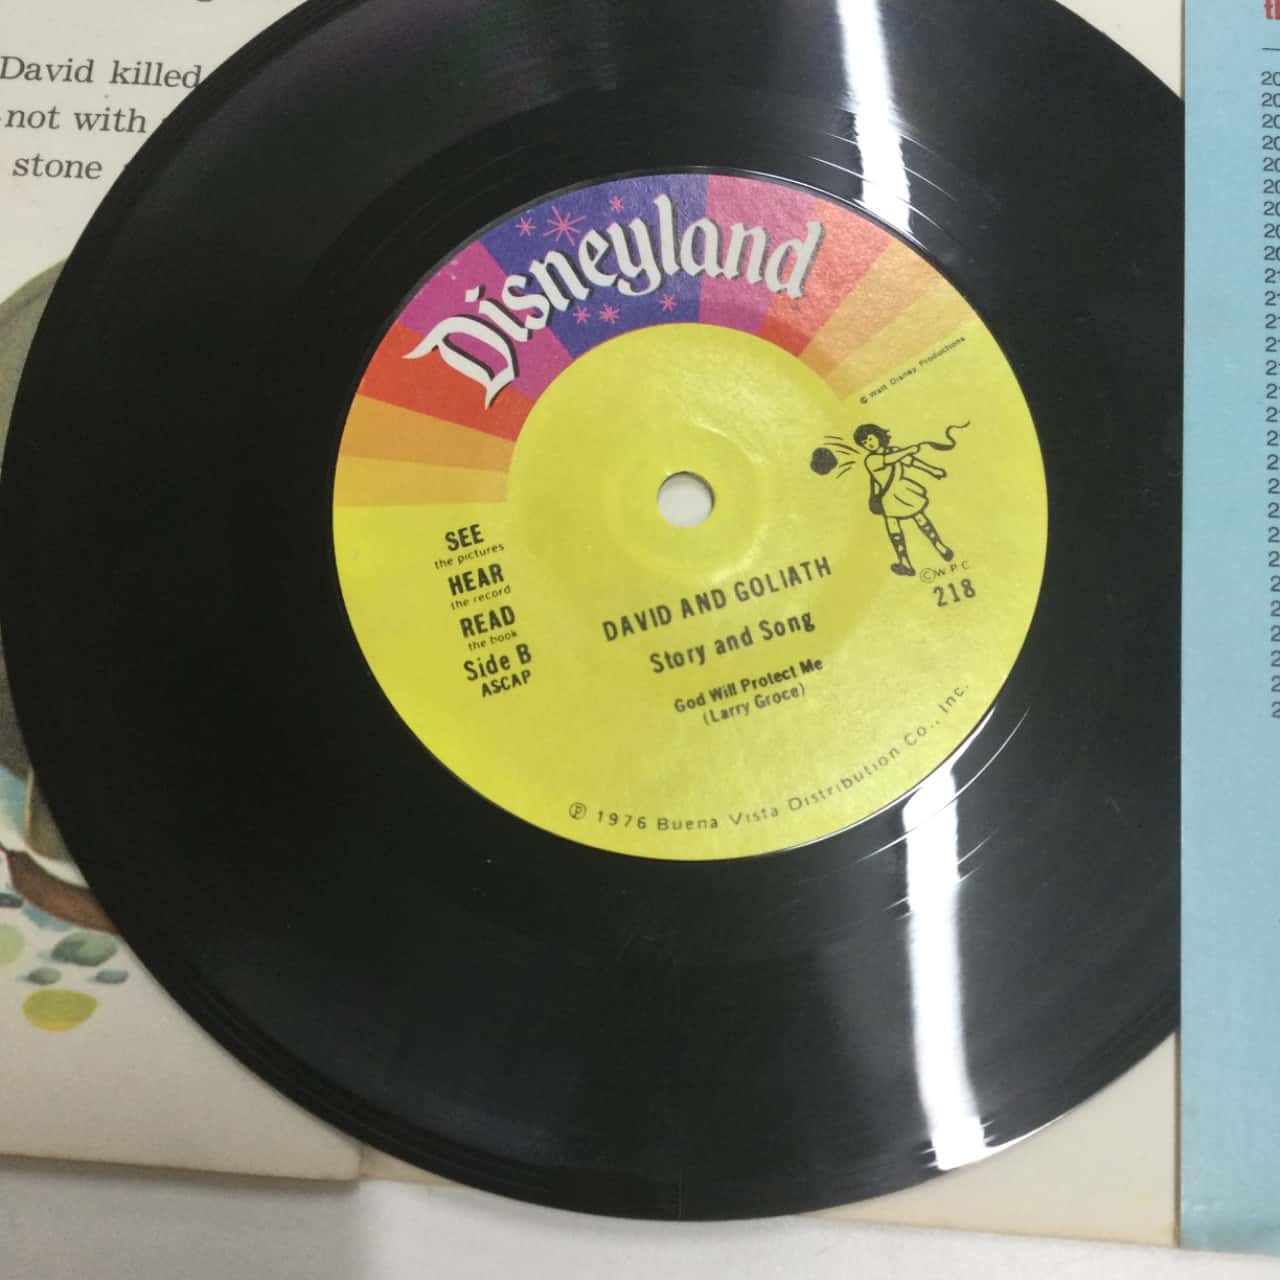 David killed
not with
stone
Disneyland
© Walt Disney Productions
SEE
the pictures
HEAR
the record
READ
the book
Side B
ASCAP
DAVID AND GOLIATH
Story and Song
God Will Protect Me
(Larry Groce)
© W P C
218
℗ 1976 Buena Vista Distribution Co., Inc.